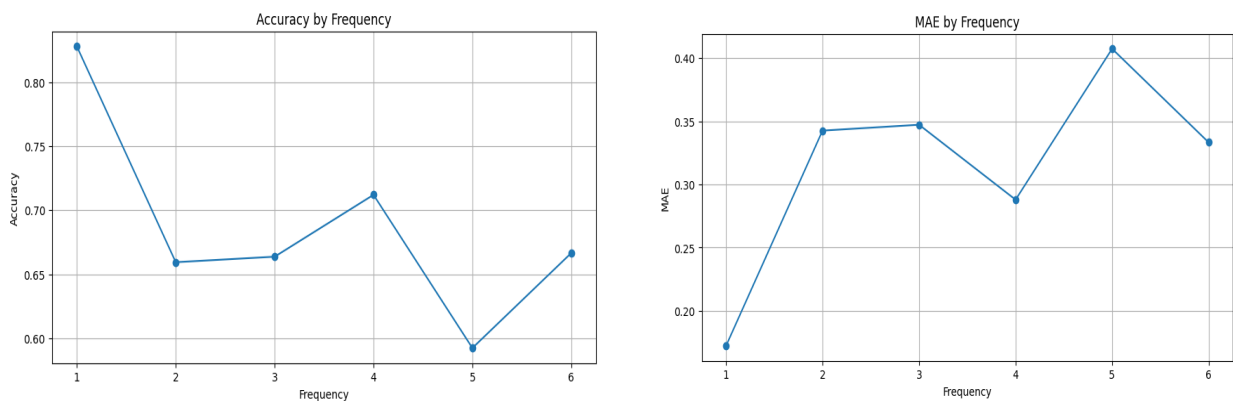 Accuracy by Frequency
0.80
0.75
0.70
0.65
0.60
Accuracy
1 2 3 4 5 6
Frequency
MAE by Frequency
0.40
0.35
0.30
0.25
0.20
MAE
1 2 3 4 5 6
Frequency